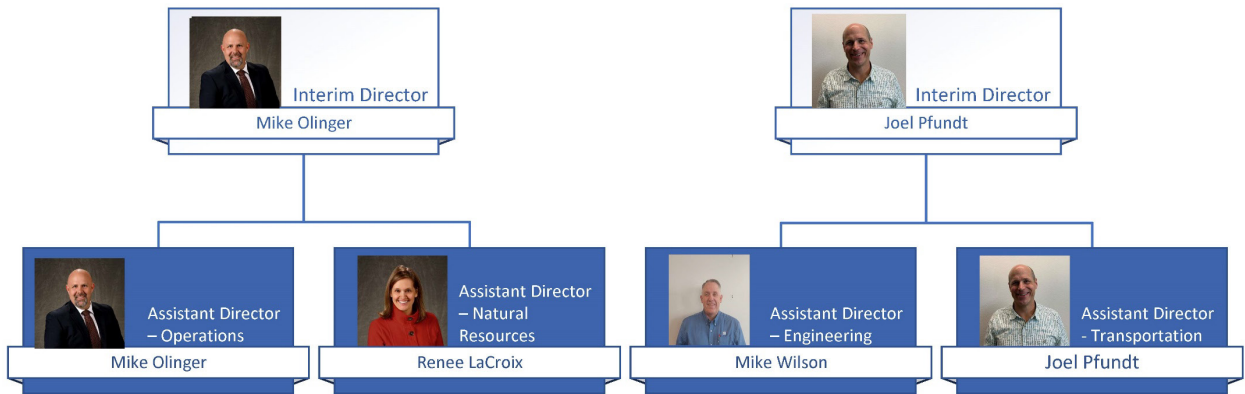 Interim Director
Mike Olinger
Interim Director
Joel Pfundt
Assistant Director
– Operations
Mike Olinger
Assistant Director
– Natural
Resources
Renee LaCroix
Assistant Director
– Engineering
Mike Wilson
Assistant Director
- Transportation
Joel Pfundt